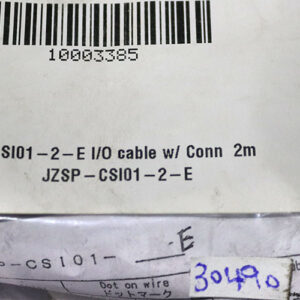 10003385
SI01-2-E I/O cable w/ Conn 2m
JZSP-CSI01-2-E
P-CSI01- E
30490
Dot on wire
ドットマーク